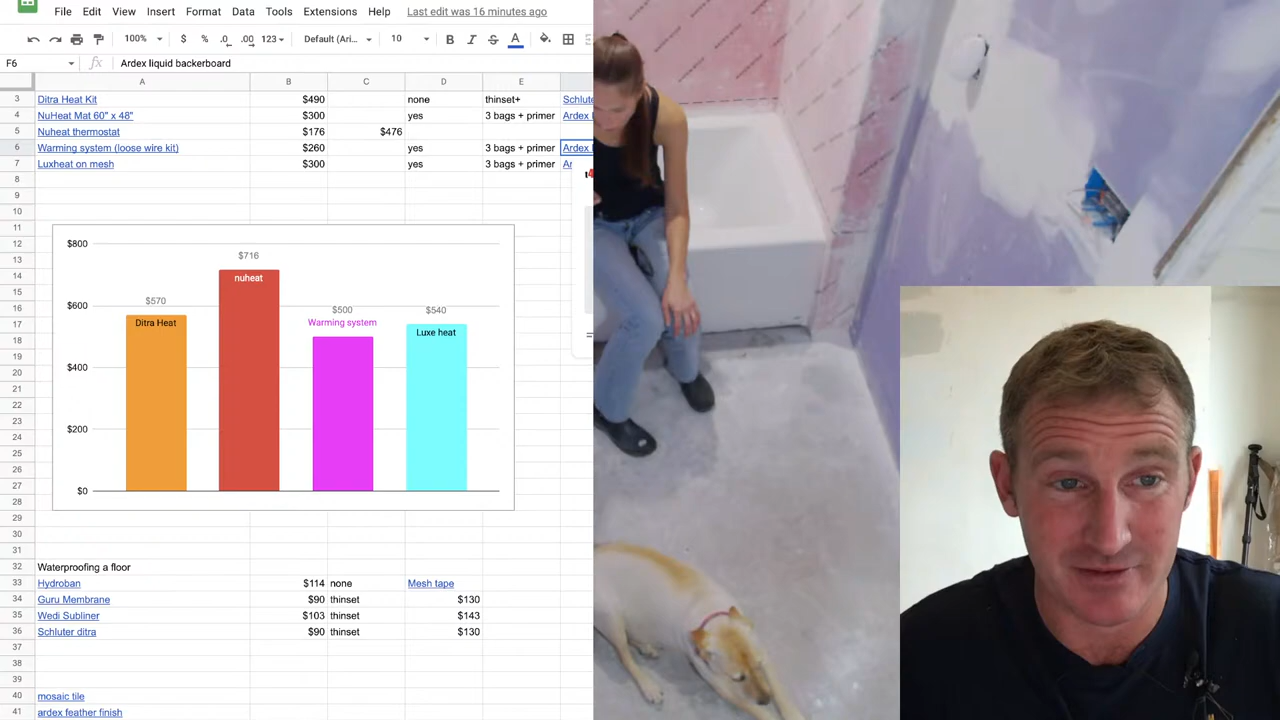 File Edit View Insert Format Data Tools Extensions Help Last edit was 16 minutes ago
100% $ % .0 .00 123 Default (Ari... 10 B I S A
F6 fx Ardex liquid backerboard
A B C D E
3 Ditra Heat Kit $490 none thinset+ Schlute
4 NuHeat Mat 60" x 48" $300 yes 3 bags + primer Ardex
5 Nuheat thermostat $176 $476
6 Warming system (loose wire kit) $260 yes 3 bags + primer Ardex
7 Luxheat on mesh $300 yes 3 bags + primer Ar
8
9
10
11
12
13
14
15
16
17
18
19
20
21
22
23
24
25
26
27
28
29
30
31
$800
$600
$400
$200
$0
$570
Ditra Heat
$716
nuheat
$500
Warming system
$540
Luxe heat
32 Waterproofing a floor
33 Hydroban $114 none Mesh tape
34 Guru Membrane $90 thinset $130
35 Wedi Subliner $103 thinset $143
36 Schluter ditra $90 thinset $130
37
38
39
40 mosaic tile
41 ardex feather finish